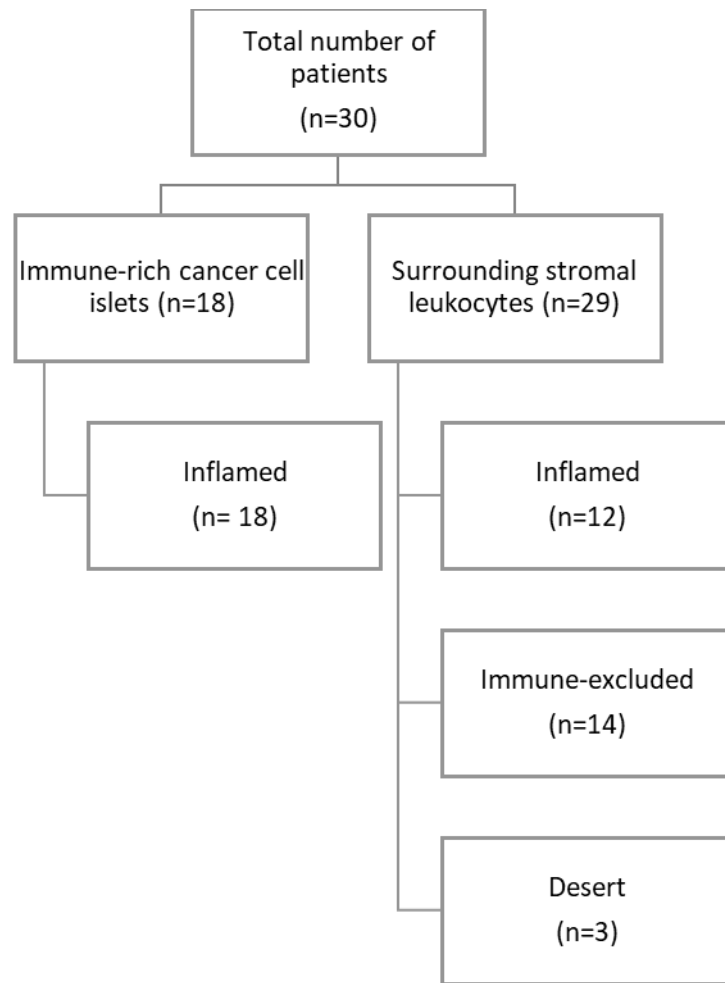 Total number of
patients
(n=30)
Immune-rich cancer cell
islets (n=18)
Surrounding stromal
leukocytes (n=29)
Inflamed
(n= 18)
Inflamed
(n=12)
Immune-excluded
(n=14)
Desert
(n=3)